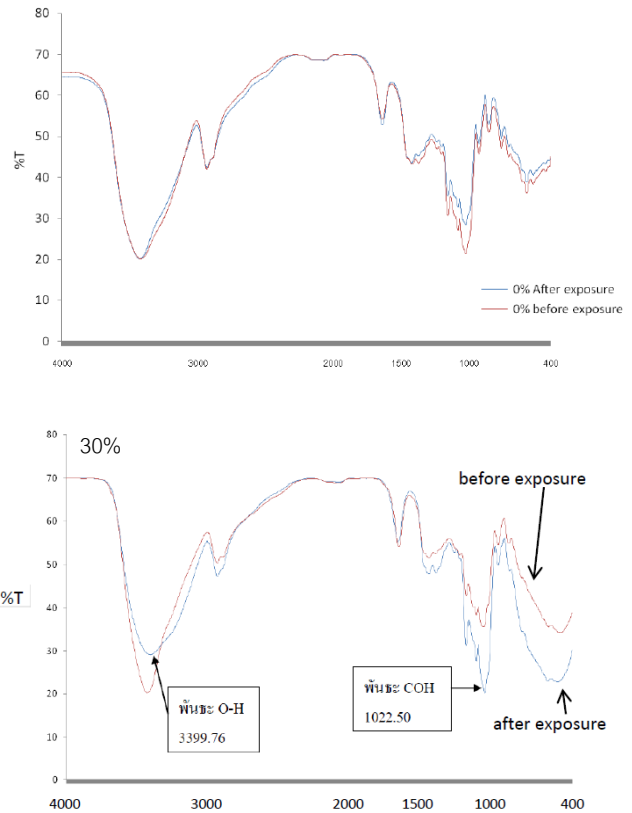 %T
80
70
60
50
40
30
20
10
0
0% After exposure
0% before exposure
4000 3000 2000 1500 1000 400
30%
%T
80
70
60
50
40
30
20
10
0
before exposure
after exposure
พันธะ O-H
3399.76
พันธะ COH
1022.50
4000 3000 2000 1500 1000 400